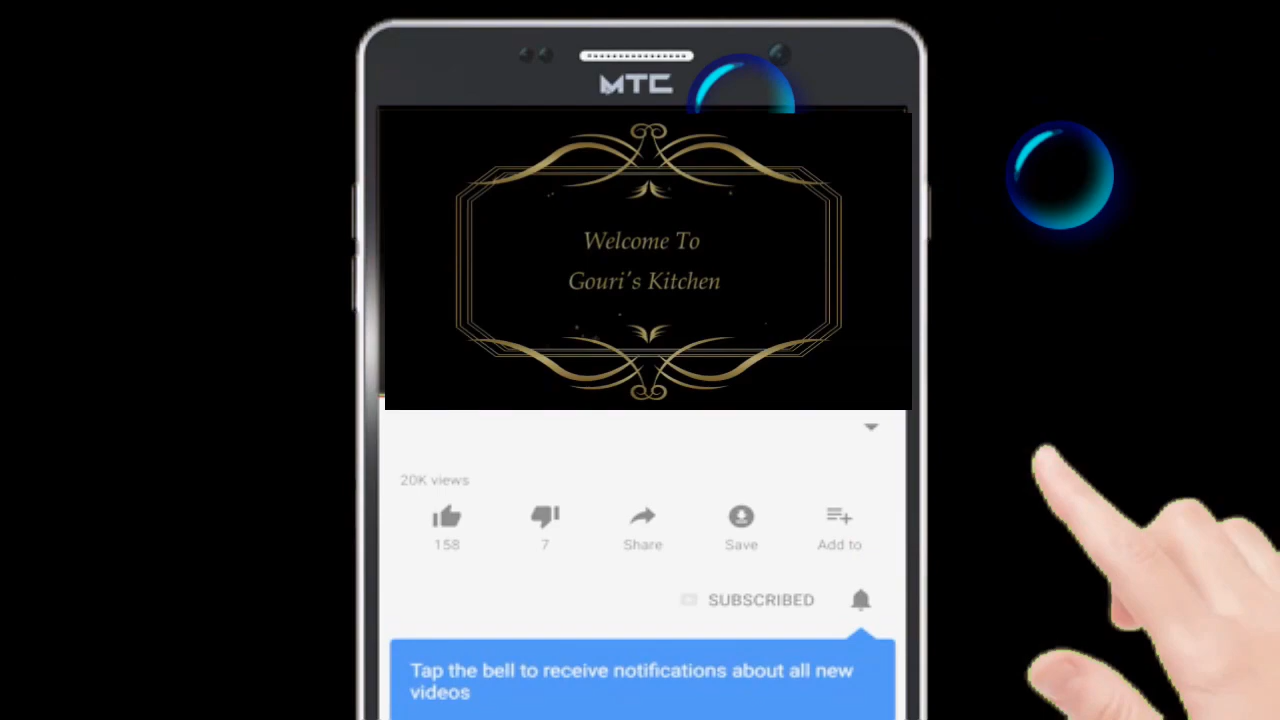 MTC
Welcome To
Gouri's Kitchen
20K views
158
7
Share
Save
Add to
SUBSCRIBED
Tap the bell to receive notifications about all new
videos